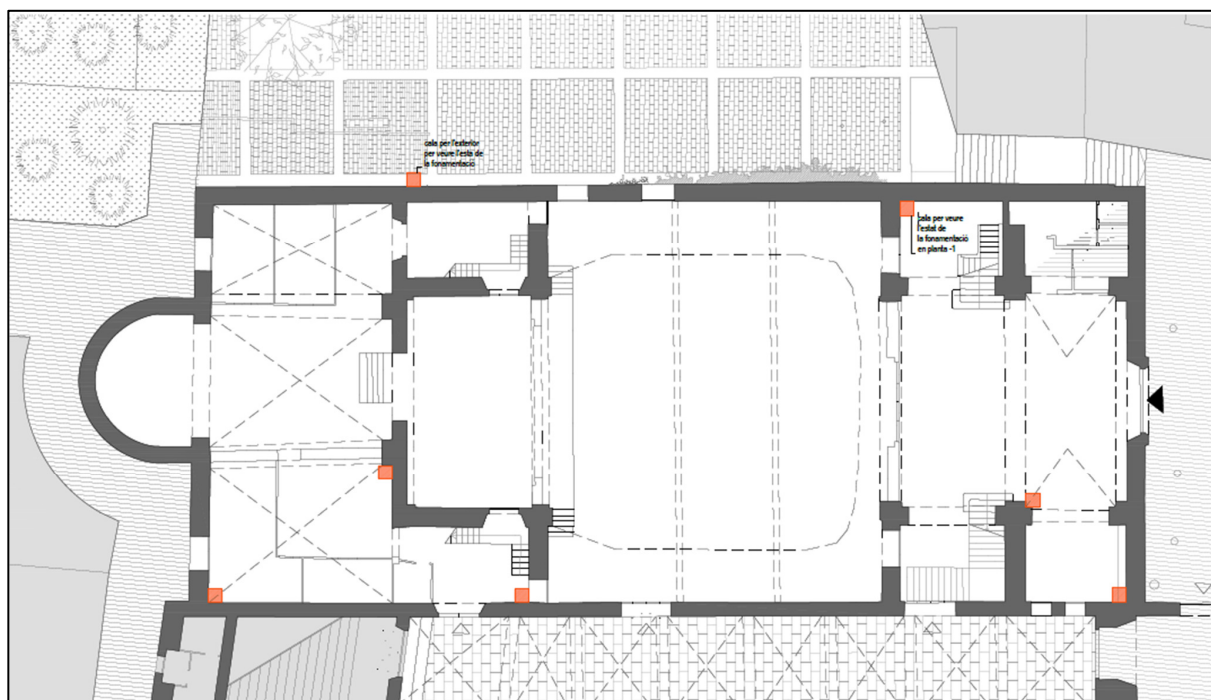 cala per l'exterior
per veure l'esta de
la fonamentació
cala per veure
l'estat de
la fonamentació
en planta -1